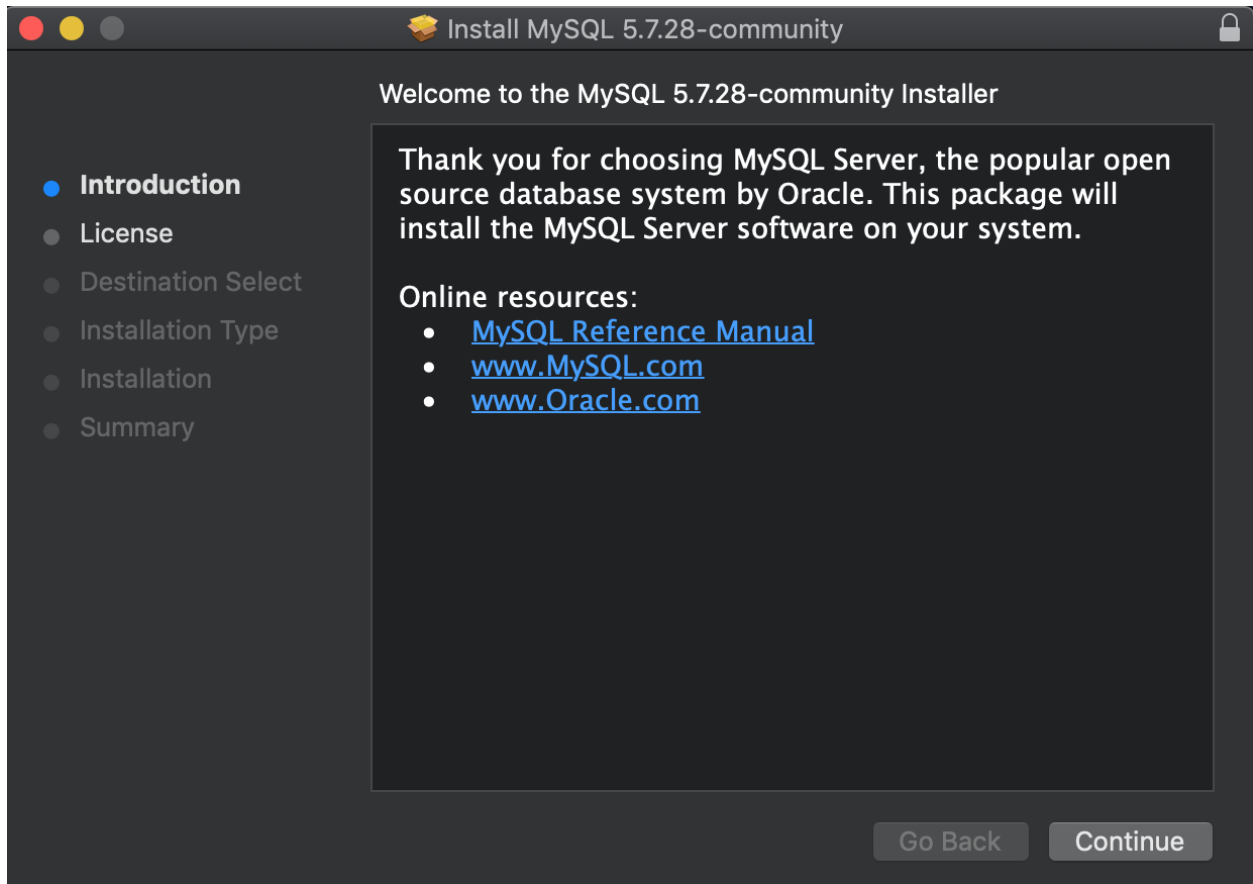 Install MySQL 5.7.28-community
Welcome to the MySQL 5.7.28-community Installer
Introduction
License
Destination Select
Installation Type
Installation
Summary
Thank you for choosing MySQL Server, the popular open
source database system by Oracle. This package will
install the MySQL Server software on your system.
Online resources:
• MySQL Reference Manual
• www.MySQL.com
• www.Oracle.com
Go Back
Continue